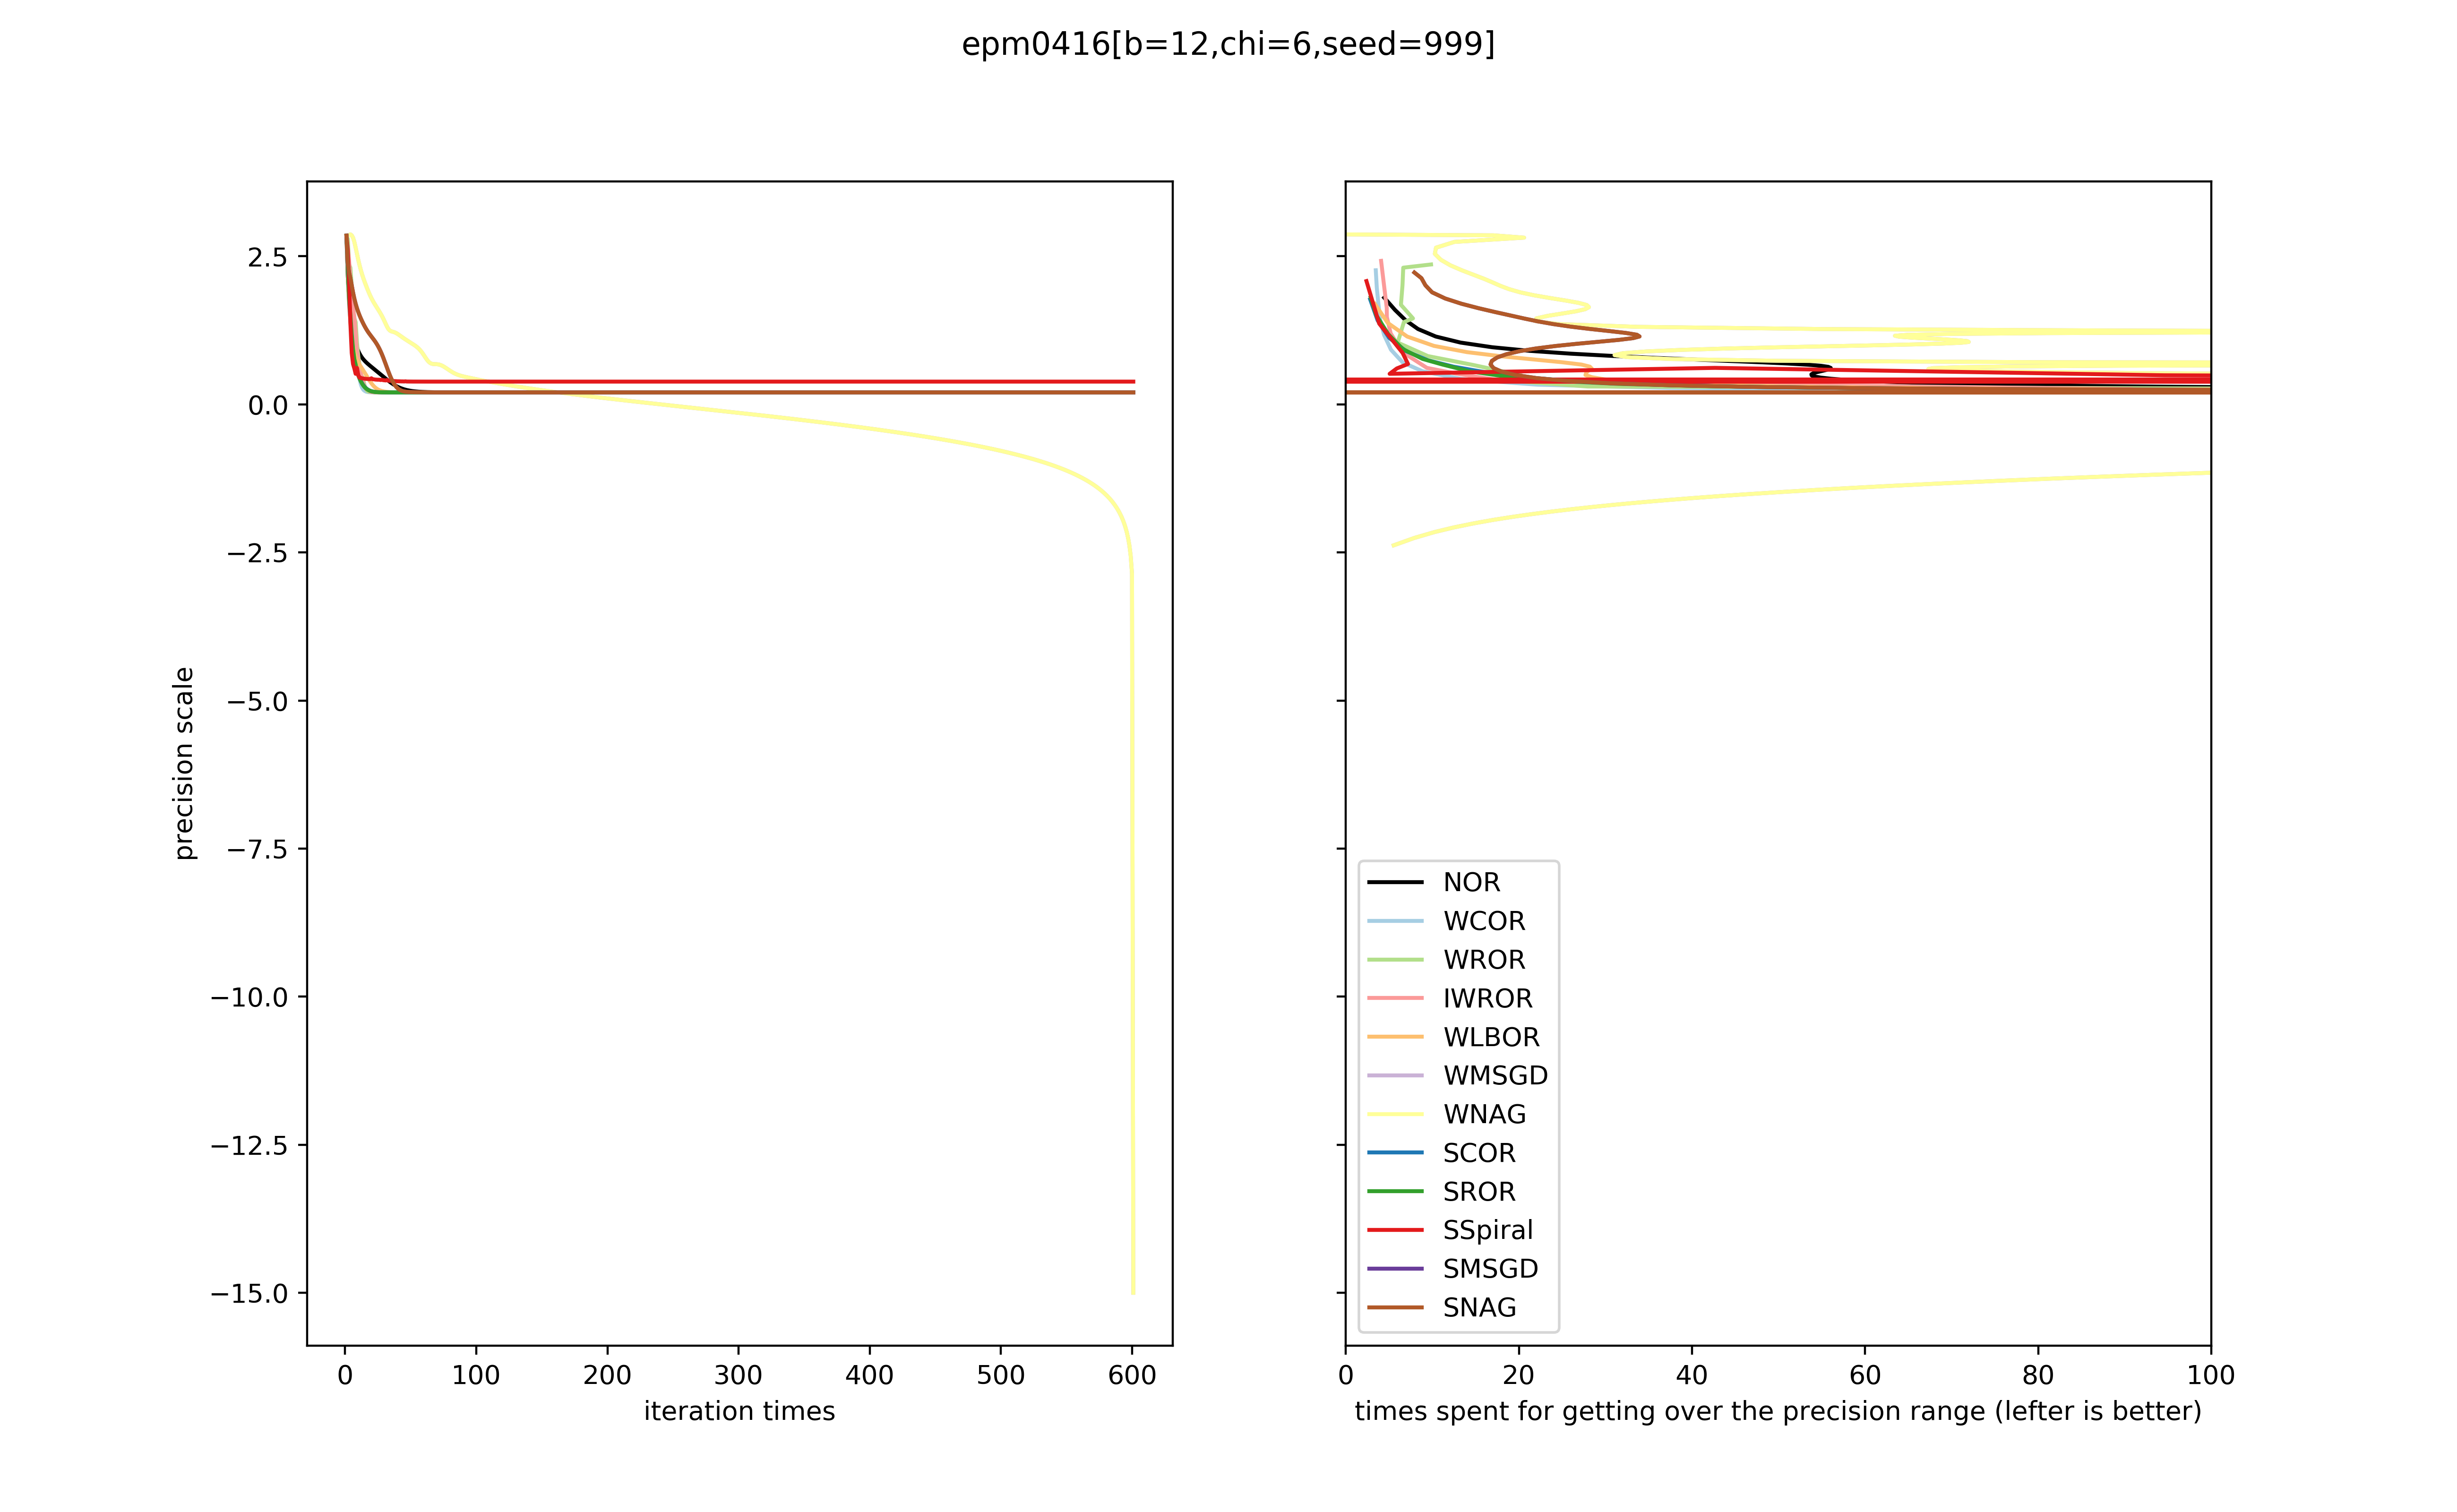 epm0416[b=12,chi=6,seed=999]
precision scale
2.5
0.0
−2.5
−5.0
−7.5
−10.0
−12.5
−15.0
0 100 200 300 400 500 600
iteration times
NOR
WCOR
WROR
IWROR
WLBOR
WMSGD
WNAG
SCOR
SROR
SSpiral
SMSGD
SNAG
0 20 40 60 80 100
times spent for getting over the precision range (lefter is better)